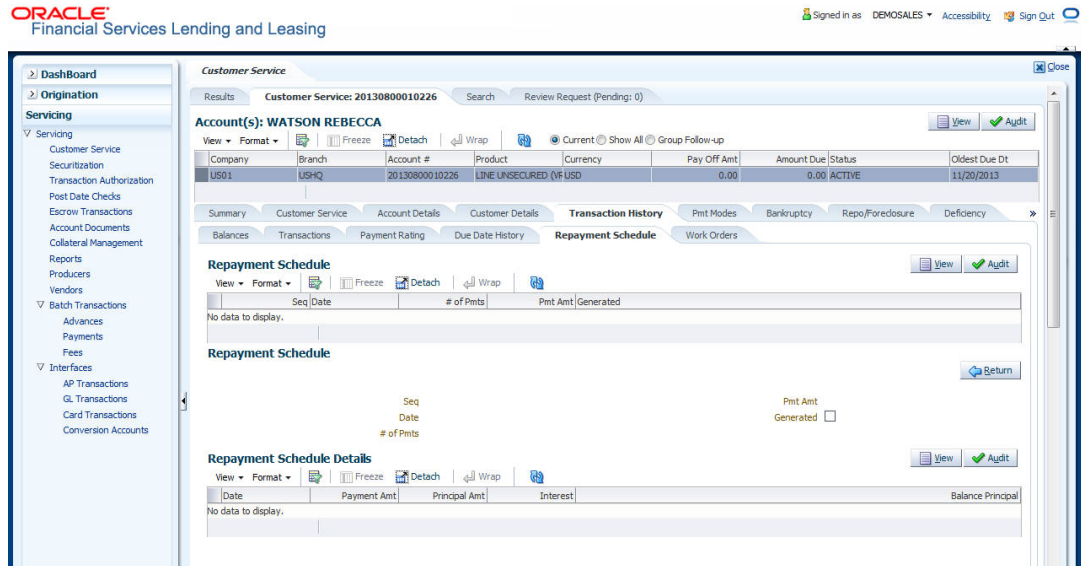 ORACLE
Financial Services Lending and Leasing
Signed in as DEMOSALES Accessibility Sign Out
Close
DashBoard
Origination
Servicing
Servicing
Customer Service
Securitization
Transaction Authorization
Post Date Checks
Escrow Transactions
Account Documents
Collateral Management
Reports
Producers
Vendors
Batch Transactions
Advances
Payments
Fees
Interfaces
AP Transactions
GL Transactions
Card Transactions
Conversion Accounts
Customer Service
Results Customer Service: 20130800010226 Search Review Request (Pending: 0)
Account(s): WATSON REBECCA
View Audit
View Format Freeze Detach Wrap Current Show All Group Follow-up
Company Branch Account # Product Currency Pay Off Amt Amount Due Status Oldest Due Dt
US01 USHQ 20130800010226 LINE UNSECURED (VF USD 0.00 0.00 ACTIVE 11/20/2013
Summary Customer Service Account Details Customer Details Transaction History Pmt Modes Bankruptcy Repo/Foreclosure Deficiency »
Balances Transactions Payment Rating Due Date History Repayment Schedule Work Orders
Repayment Schedule
View Audit
View Format Freeze Detach Wrap
Seq Date # of Pmts Pmt Amt Generated
No data to display.
Repayment Schedule
Return
Seq Pmt Amt
Date Generated
# of Pmts
Repayment Schedule Details
View Audit
View Format Freeze Detach Wrap
Date Payment Amt Principal Amt Interest Balance Principal
No data to display.